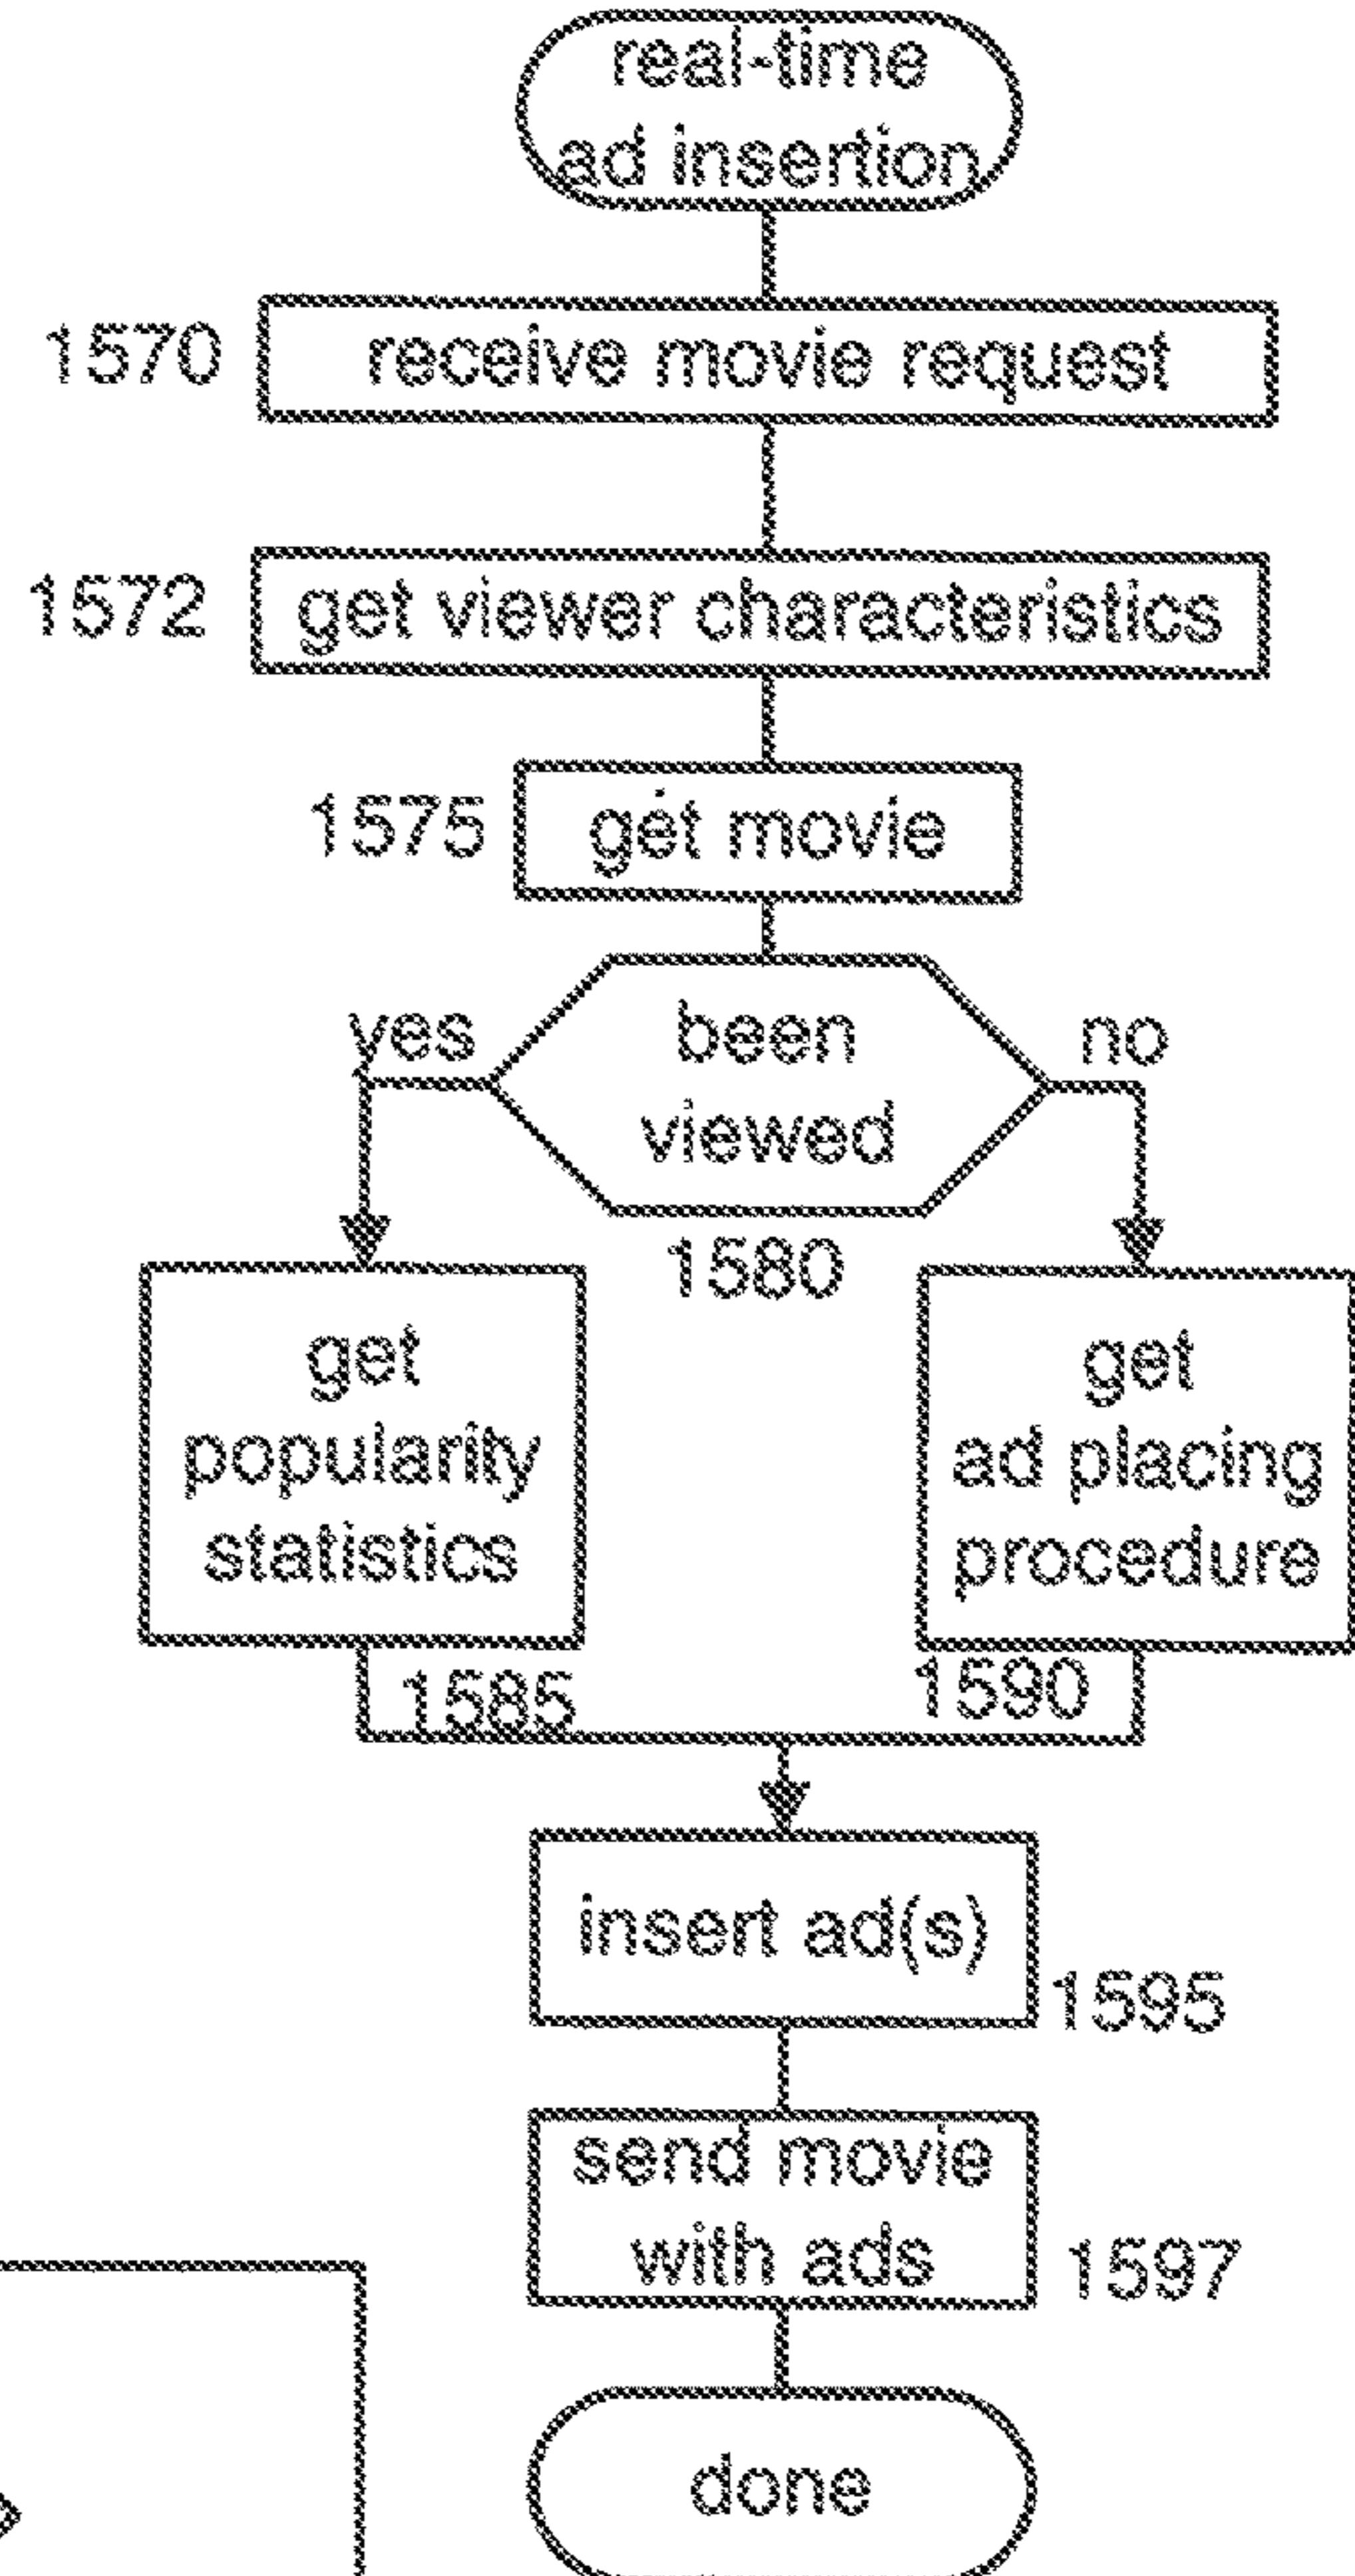 real-time
ad insertion
1570
receive movie request
1572
get viewer characteristics
1575
get movie
yes
been
viewed
no
1580
get
popularity
statistics
get
ad placing
procedure
1585
1590
insert ad(s)
1595
send movie
with ads
1597
done